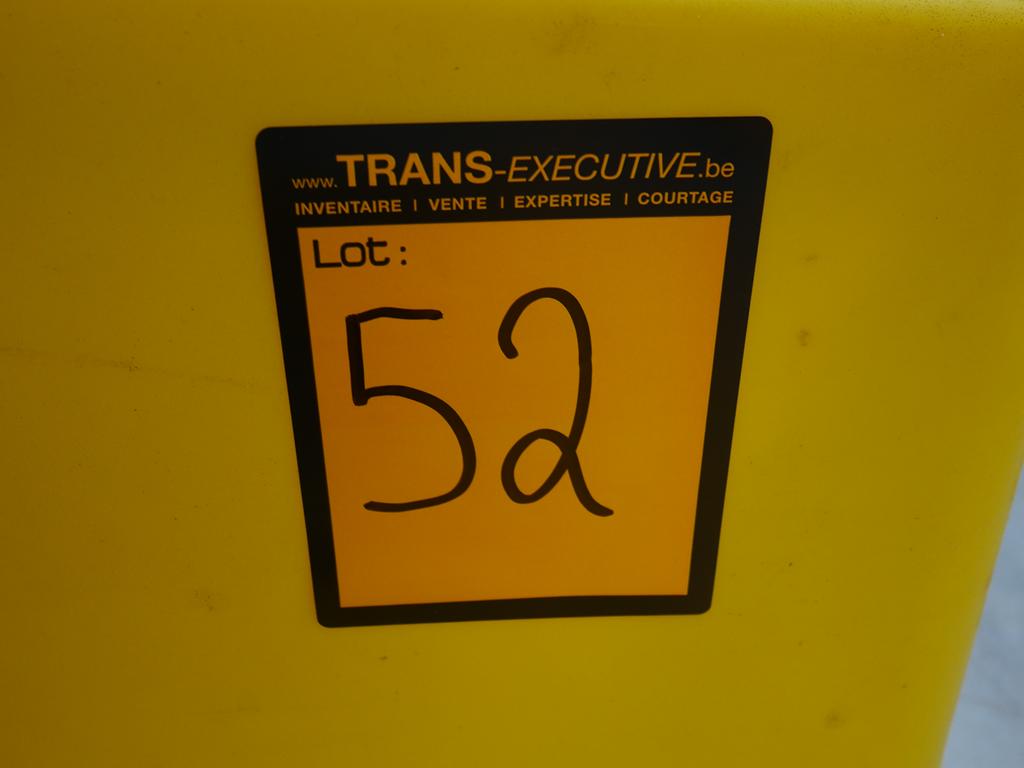 www.TRANS-EXECUTIVE.be
INVENTAIRE | VENTE | EXPERTISE | COURTAGE
Lot:
52